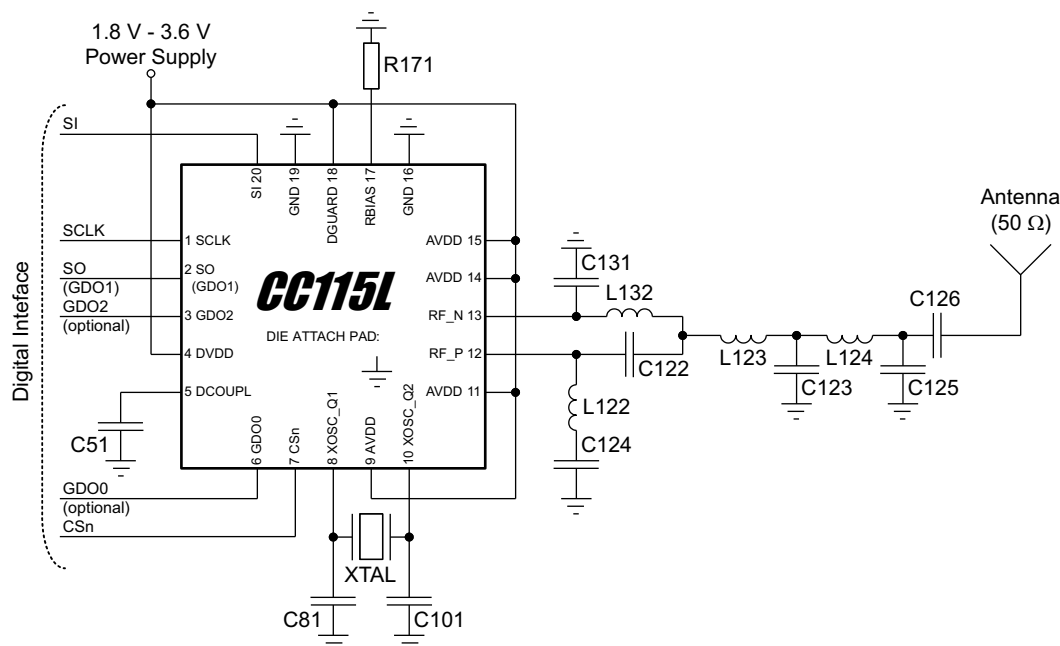 1.8 V - 3.6 V
Power Supply
R171
SI
SI 20
GND 19
DGUARD 18
RBIAS 17
GND 16
Antenna
(50 Ω)
SCLK
1 SCLK
AVDD 15
SO
(GDO1)
2 SO
(GDO1)
CC115L
AVDD 14
C131
L132
C126
GDO2
(optional)
3 GDO2
DIE ATTACH PAD:
RF_N 13
4 DVDD
RF_P 12
C122
L123
L124
C123
C125
5 DCOUPL
AVDD 11
L122
C51
6 GDO0
7 CSn
8 XOSC_Q1
9 AVDD
10 XOSC_Q2
C124
GDO0
(optional)
CSn
XTAL
C81
C101
Digital Inteface